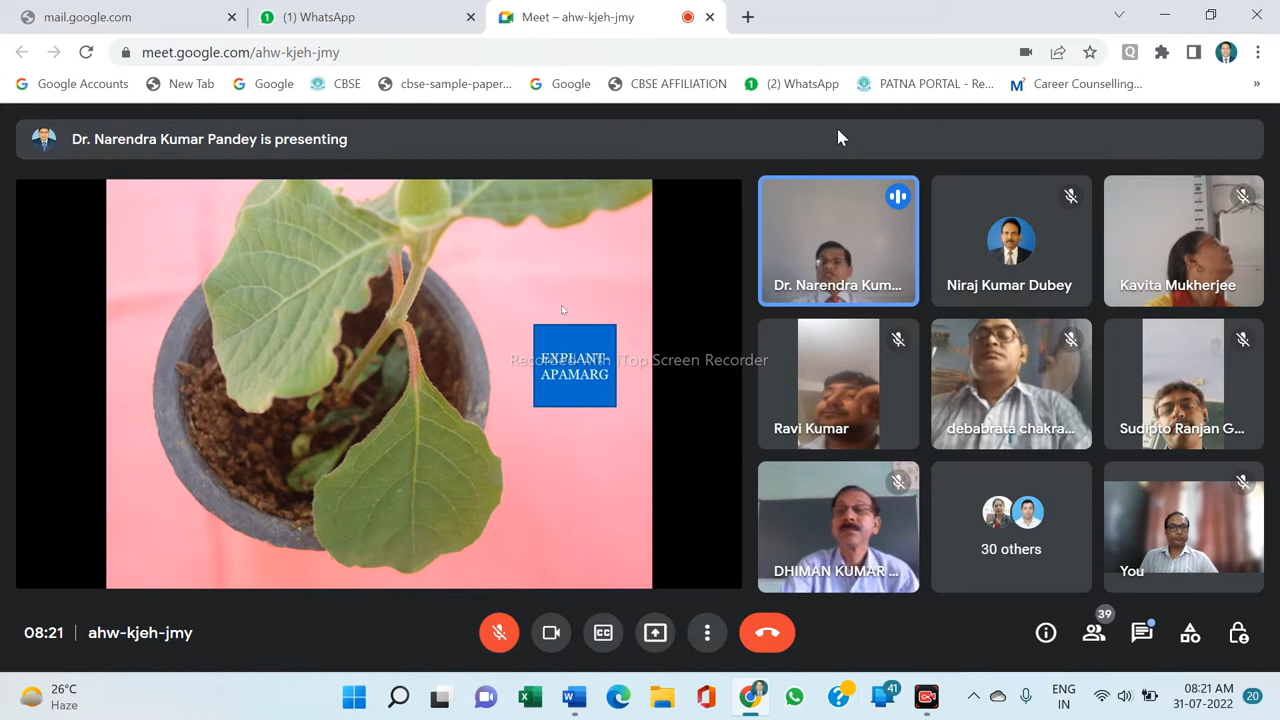 mail.google.com
(1) WhatsApp
Meet – ahw-kjeh-jmy
meet.google.com/ahw-kjeh-jmy
Google Accounts
New Tab
Google
CBSE
cbse-sample-paper...
Google
CBSE AFFILIATION
(2) WhatsApp
PATNA PORTAL - Re...
Career Counselling...
»
Dr. Narendra Kumar Pandey is presenting
EXPLANT-
APAMARG
Recorded with iTop Screen Recorder
Dr. Narendra Kum...
Niraj Kumar Dubey
Kavita Mukherjee
Ravi Kumar
debabrata chakra...
Sudipto Ranjan G...
DHIMAN KUMAR ...
30 others
You
08:21 | ahw-kjeh-jmy
CC
39
26°C
Haze
41
ENG
IN
08:21 AM
31-07-2022
20